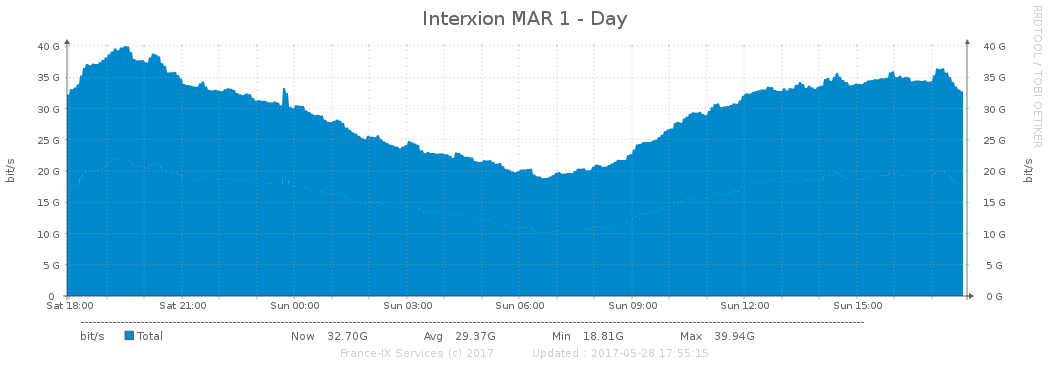 Interxion MAR 1 - Day
RRDTOOL / TOBI OETIKER
40 G 40 G
35 G 35 G
30 G 30 G
25 G 25 G
20 G 20 G
15 G 15 G
10 G 10 G
5 G 5 G
0 0 G
bit/s bit/s
Sat 18:00 Sat 21:00 Sun 00:00 Sun 03:00 Sun 06:00 Sun 09:00 Sun 12:00 Sun 15:00
bit/s Total Now 32.70G Avg 29.37G Min 18.81G Max 39.94G
France-IX Services (c) 2017 Updated : 2017-05-28 17:55:15